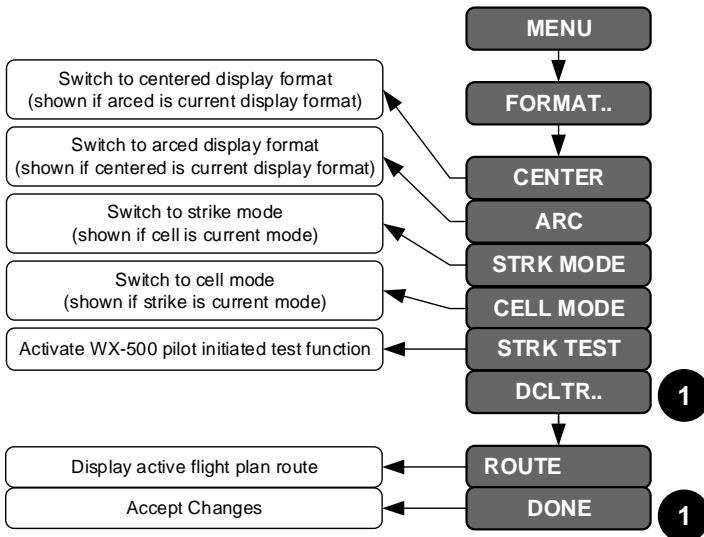 MENU
Switch to centered display format
(shown if arced is current display format)
FORMAT..
Switch to arced display format
(shown if centered is current display format)
CENTER
ARC
Switch to strike mode
(shown if cell is current mode)
STRK MODE
Switch to cell mode
(shown if strike is current mode)
CELL MODE
Activate WX-500 pilot initiated test function
STRK TEST
DCLTR..
1
Display active flight plan route
ROUTE
Accept Changes
DONE
1